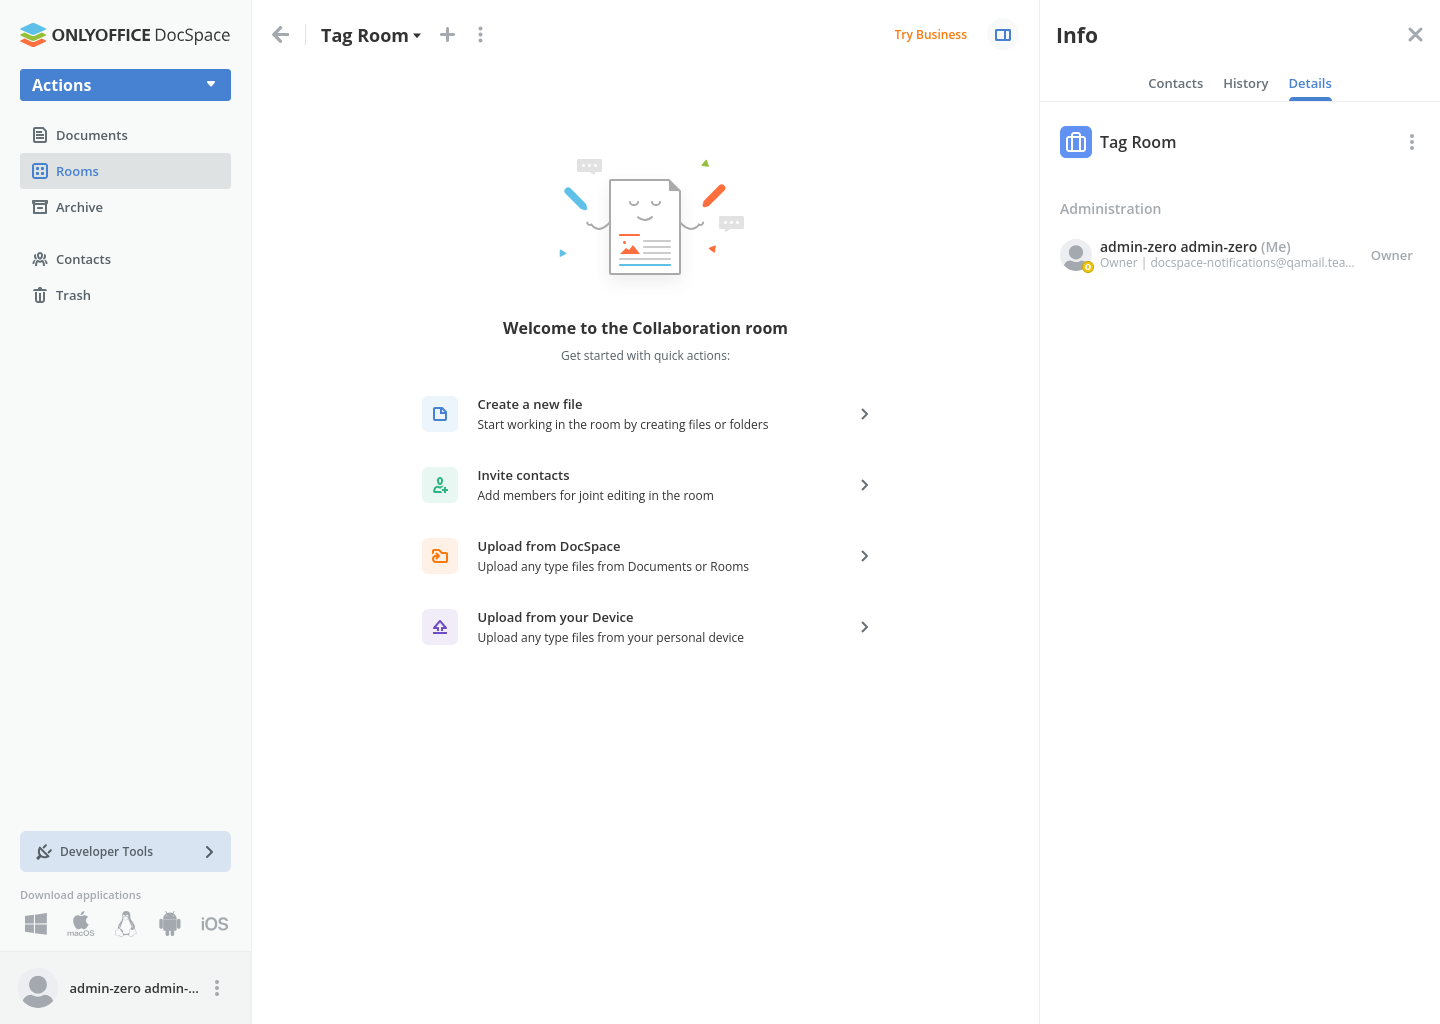 ONLYOFFICE DocSpace
Actions
Documents
Rooms
Archive
Contacts
Trash
Developer Tools
Download applications
macOS
iOS
admin-zero admin-...
Tag Room
Try Business
Welcome to the Collaboration room
Get started with quick actions:
Create a new file
Start working in the room by creating files or folders
Invite contacts
Add members for joint editing in the room
Upload from DocSpace
Upload any type files from Documents or Rooms
Upload from your Device
Upload any type files from your personal device
Info
Contacts History Details
Tag Room
Administration
admin-zero admin-zero (Me)
Owner | docspace-notifications@qamail.tea...
Owner